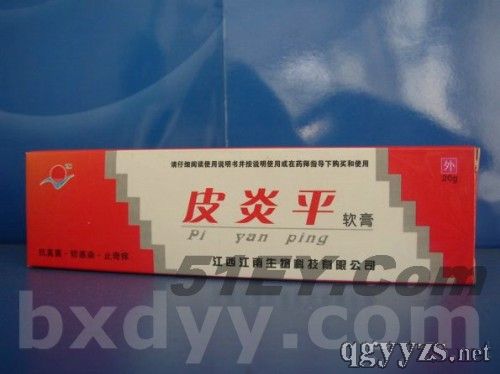 请仔细阅读使用说明书并按说明使用或在药师指导下购买和使用
外
20g
皮炎平 软膏
Pi yan ping
抗真菌·抗感染·止奇痒
江西江南生物科技有限公司
51EY.Com
bxdyy.com
qgyyzs.net